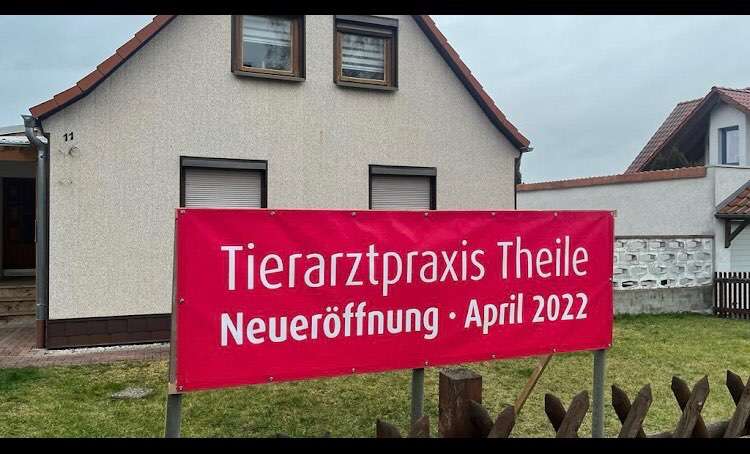 11
Tierarztpraxis Theile
Neueröffnung · April 2022